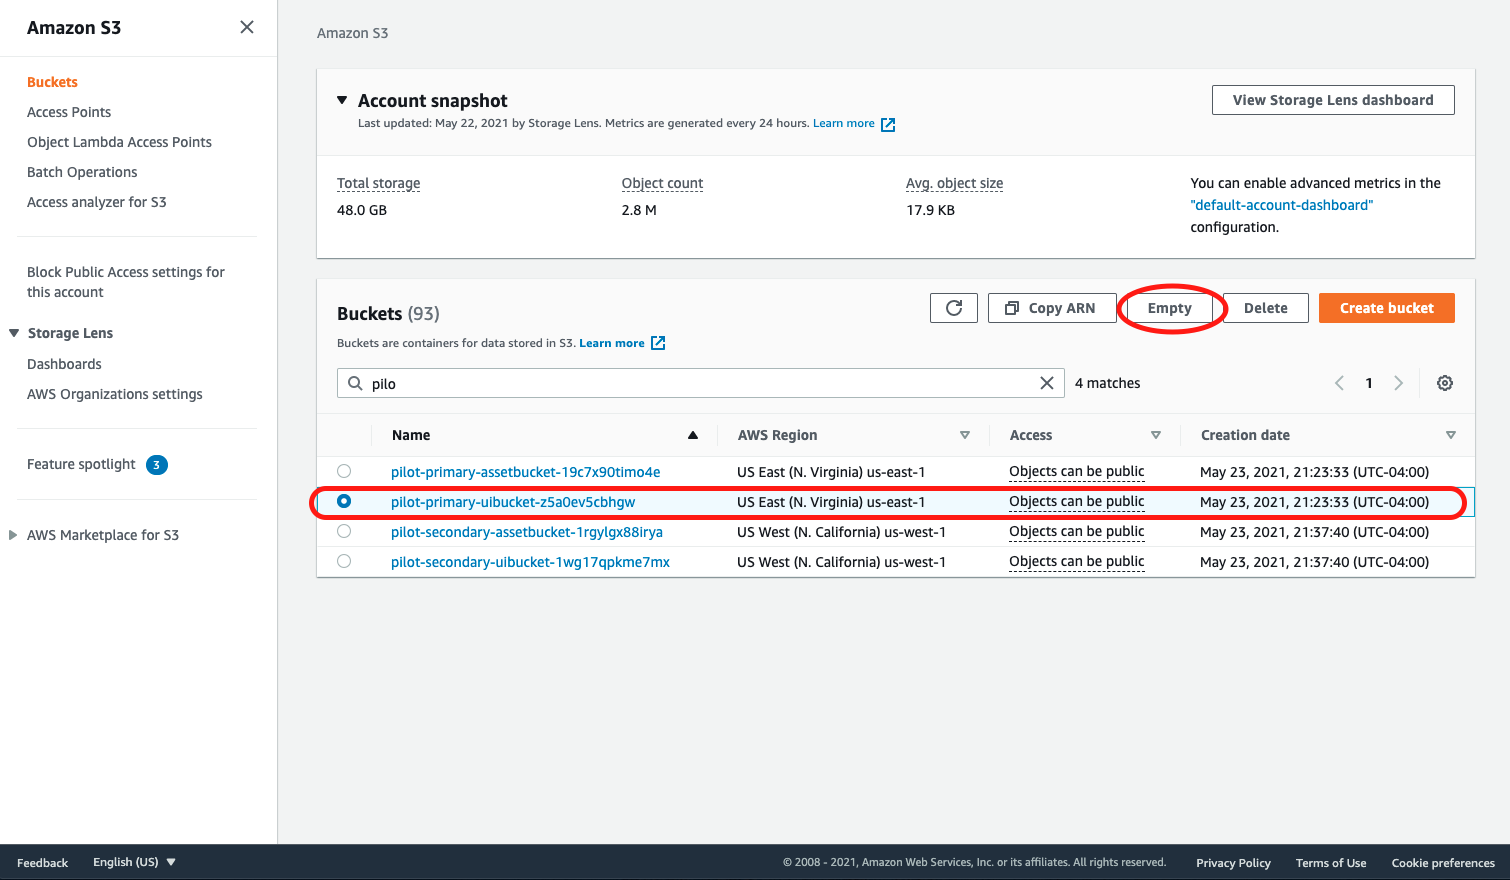 Amazon S3
Buckets
Access Points
Object Lambda Access Points
Batch Operations
Access analyzer for S3
Block Public Access settings for
this account
Storage Lens
Dashboards
AWS Organizations settings
Feature spotlight 3
AWS Marketplace for S3
Amazon S3
Account snapshot
View Storage Lens dashboard
Last updated: May 22, 2021 by Storage Lens. Metrics are generated every 24 hours. Learn more
Total storage
48.0 GB
Object count
2.8 M
Avg. object size
17.9 KB
You can enable advanced metrics in the
"default-account-dashboard"
configuration.
Buckets (93)
Copy ARN Empty Delete Create bucket
Buckets are containers for data stored in S3. Learn more
pilo 4 matches 1
Name AWS Region Access Creation date
pilot-primary-assetbucket-19c7x90timo4e US East (N. Virginia) us-east-1 Objects can be public May 23, 2021, 21:23:33 (UTC-04:00)
pilot-primary-uibucket-z5a0ev5cbhgw US East (N. Virginia) us-east-1 Objects can be public May 23, 2021, 21:23:33 (UTC-04:00)
pilot-secondary-assetbucket-1rgylgx88irya US West (N. California) us-west-1 Objects can be public May 23, 2021, 21:37:40 (UTC-04:00)
pilot-secondary-uibucket-1wg17qpkme7mx US West (N. California) us-west-1 Objects can be public May 23, 2021, 21:37:40 (UTC-04:00)
Feedback English (US) © 2008 - 2021, Amazon Web Services, Inc. or its affiliates. All rights reserved. Privacy Policy Terms of Use Cookie preferences